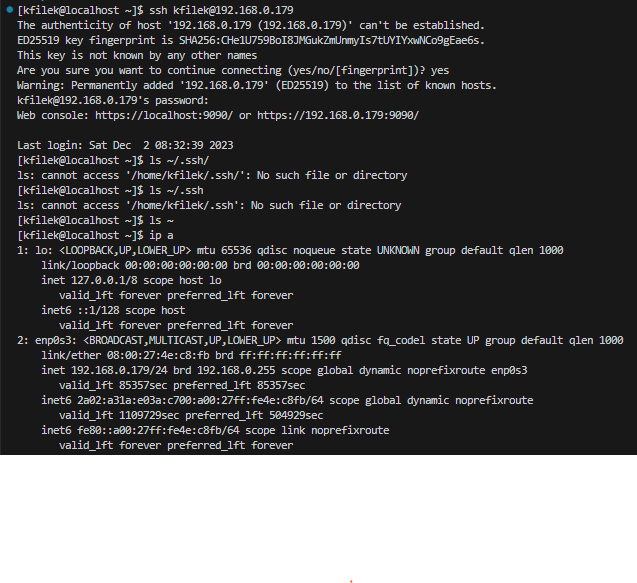 [kfilek@localhost ~]$ ssh kfilek@192.168.0.179
The authenticity of host '192.168.0.179 (192.168.0.179)' can't be established.
ED25519 key fingerprint is SHA256:CHe1U759BoI8JMGukZmUnmyIs7tUYIYxwNCo9gEae6s.
This key is not known by any other names
Are you sure you want to continue connecting (yes/no/[fingerprint])? yes
Warning: Permanently added '192.168.0.179' (ED25519) to the list of known hosts.
kfilek@192.168.0.179's password:
Web console: https://localhost:9090/ or https://192.168.0.179:9090/

Last login: Sat Dec  2 08:32:39 2023
[kfilek@localhost ~]$ ls ~/.ssh/
ls: cannot access '/home/kfilek/.ssh/': No such file or directory
[kfilek@localhost ~]$ ls ~/.ssh
ls: cannot access '/home/kfilek/.ssh': No such file or directory
[kfilek@localhost ~]$ ls ~
[kfilek@localhost ~]$ ip a
1: lo: <LOOPBACK,UP,LOWER_UP> mtu 65536 qdisc noqueue state UNKNOWN group default qlen 1000
    link/loopback 00:00:00:00:00:00 brd 00:00:00:00:00:00
    inet 127.0.0.1/8 scope host lo
       valid_lft forever preferred_lft forever
    inet6 ::1/128 scope host
       valid_lft forever preferred_lft forever
2: enp0s3: <BROADCAST,MULTICAST,UP,LOWER_UP> mtu 1500 qdisc fq_codel state UP group default qlen 1000
    link/ether 08:00:27:4e:c8:fb brd ff:ff:ff:ff:ff:ff
    inet 192.168.0.179/24 brd 192.168.0.255 scope global dynamic noprefixroute enp0s3
       valid_lft 85357sec preferred_lft 85357sec
    inet6 2a02:a31a:e03a:c700:a00:27ff:fe4e:c8fb/64 scope global dynamic noprefixroute
       valid_lft 1109729sec preferred_lft 504929sec
    inet6 fe80::a00:27ff:fe4e:c8fb/64 scope link noprefixroute
       valid_lft forever preferred_lft forever